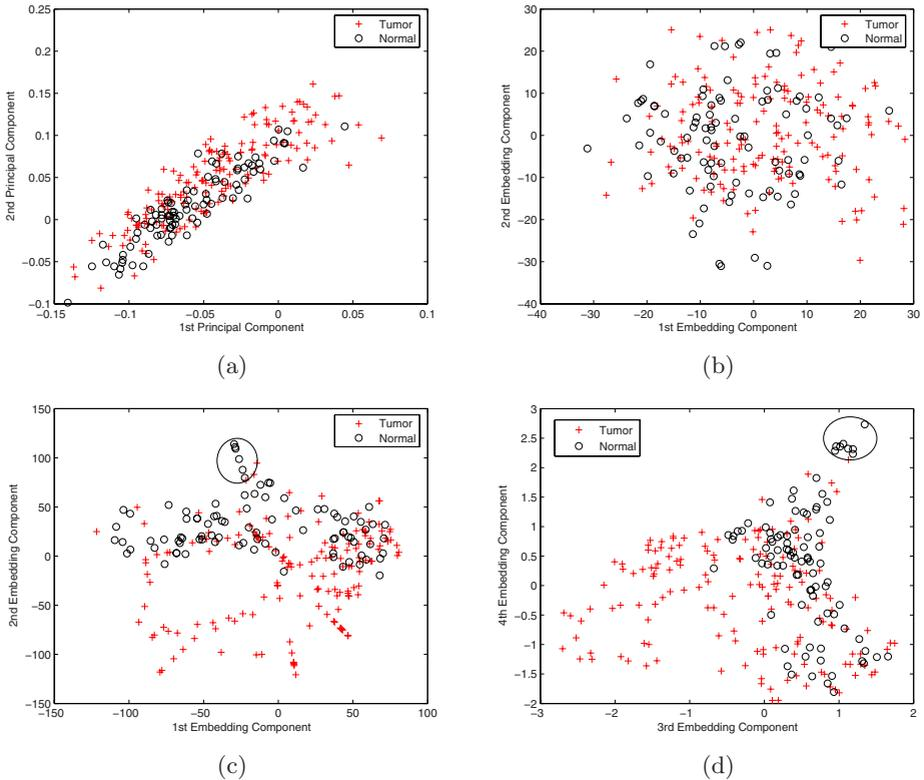 0.25
0.2
0.15
0.1
0.05
0
−0.05
−0.1
2nd Principal Component
Tumor
Normal
−0.15 −0.1 −0.05 0 0.05 0.1
1st Principal Component
(a)
30
20
10
0
−10
−20
−30
−40
2nd Embedding Component
Tumor
Normal
−40 −30 −20 −10 0 10 20 30
1st Embedding Component
(b)
150
100
50
0
−50
−100
−150
2nd Embedding Component
Tumor
Normal
−150 −100 −50 0 50 100
1st Embedding Component
(c)
3
2.5
2
1.5
1
0.5
0
−0.5
−1
−1.5
−2
4th Embedding Component
Tumor
Normal
−3 −2 −1 0 1 2
3rd Embedding Component
(d)